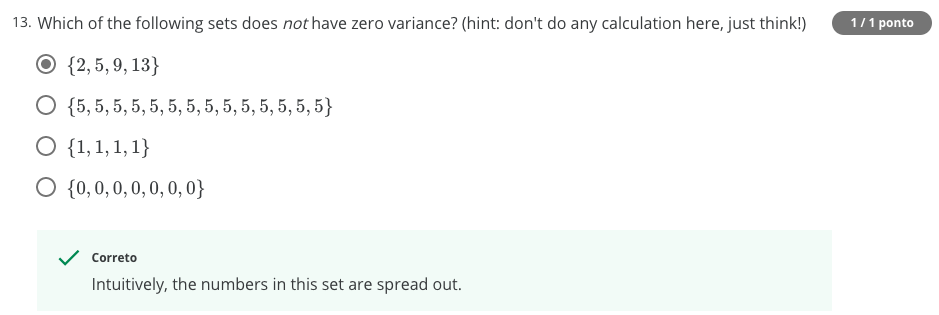 13. Which of the following sets does not have zero variance? (hint: don't do any calculation here, just think!) 1 / 1 ponto
{2, 5, 9, 13}
{5, 5, 5, 5, 5, 5, 5, 5, 5, 5, 5, 5, 5, 5}
{1, 1, 1, 1}
{0, 0, 0, 0, 0, 0, 0}
Correto
Intuitively, the numbers in this set are spread out.